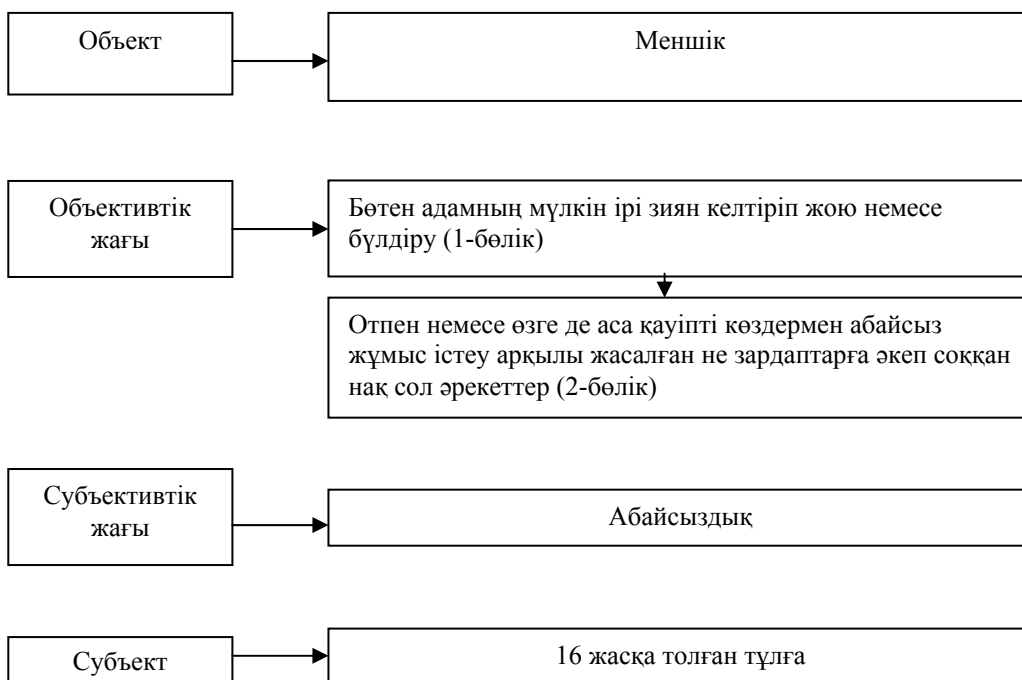 Объект
Меншік
Объективтік
жағы
Бөтен адамның мүлкін ірі зиян келтіріп жою немесе
бүлдіру (1-бөлік)
Отпен немесе өзге де аса қауіпті көздермен абайсыз
жұмыс істеу арқылы жасалған не зардаптарға әкеп соққан
нақ сол әрекеттер (2-бөлік)
Субъективтік
жағы
Абайсыздық
Субъект
16 жасқа толған тұлға